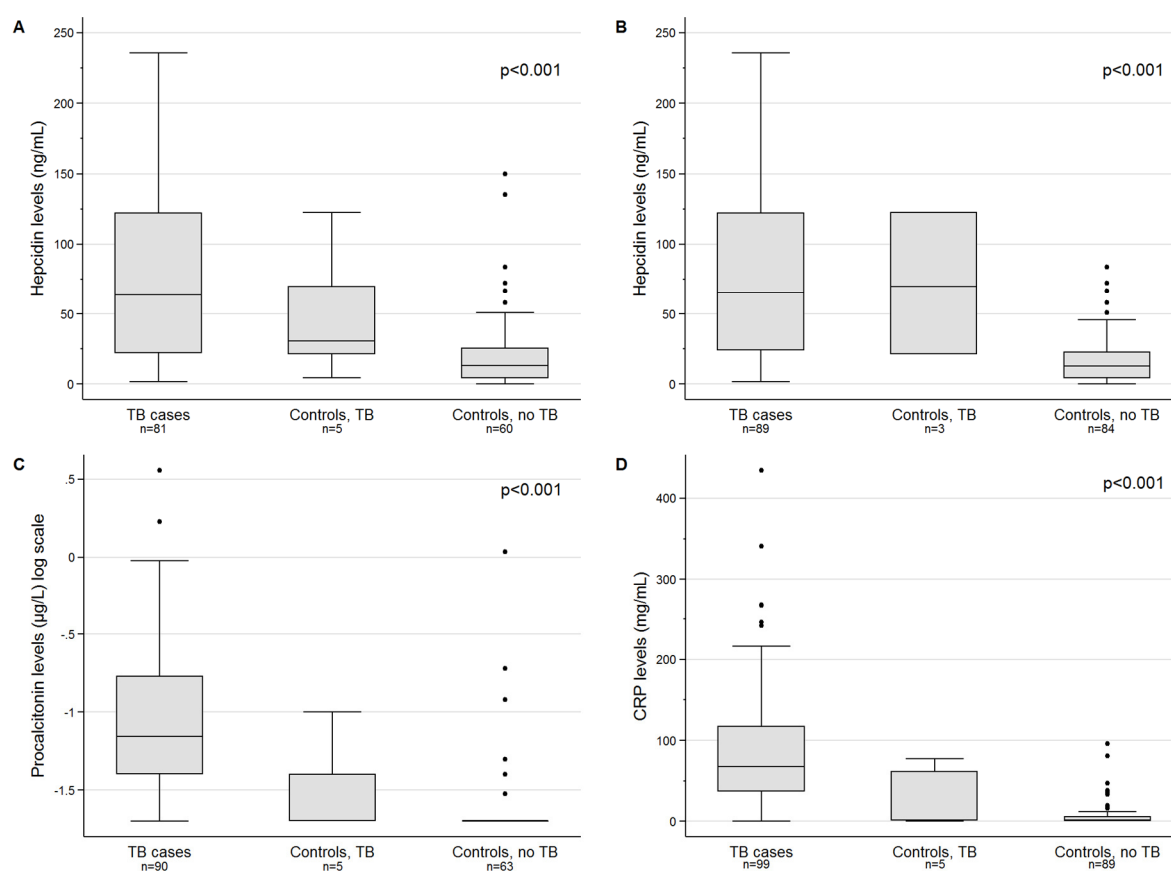 A
Hepcidin levels (ng/mL)
250
200
150
100
50
0
p<0.001
TB cases
n=81
Controls, TB
n=5
Controls, no TB
n=60
B
Hepcidin levels (ng/mL)
250
200
150
100
50
0
p<0.001
TB cases
n=89
Controls, TB
n=3
Controls, no TB
n=84
C
Procalcitonin levels (µg/L) log scale
.5
0
-.5
-1
-1.5
p<0.001
TB cases
n=90
Controls, TB
n=5
Controls, no TB
n=63
D
CRP levels (mg/mL)
400
300
200
100
0
p<0.001
TB cases
n=99
Controls, TB
n=5
Controls, no TB
n=89